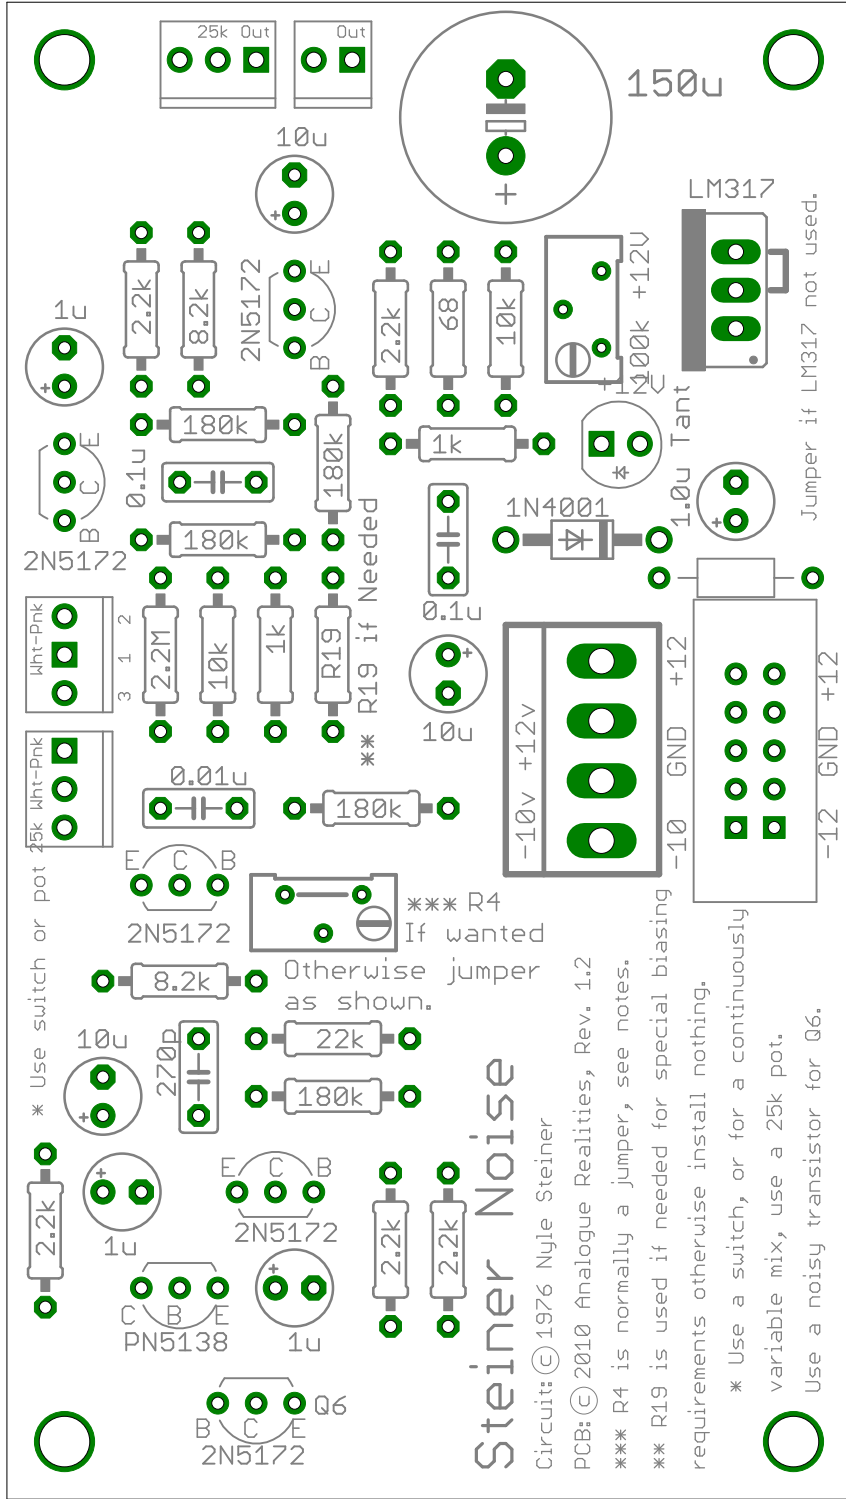 25k Out
Out
150u
+
10u
+
LM317
Jumper if LM317 not used.
2.2k
8.2k
2N5172
E
C
B
1u
+
2.2k
68
10k
100k +12V
+12V
180k
1k
0.1u
180k
E
C
B
2N5172
180k
1N4001
1.0u Tant
+
0.1u
Wht-Pnk
2
1
3
2.2M
10k
1k
R19
** R19 if Needed
+
10u
-10v +12v
+12
GND
-10
+12
GND
-12
25k Wht-Pnk
0.01u
180k
* Use switch or pot
E C B
2N5172
*** R4
If wanted
Otherwise jumper
as shown.
8.2k
10u
+
270p
22k
180k
+
1u
2.2k
E C B
2N5172
2.2k
2.2k
C B E
PN5138
+
1u
Q6
B C E
2N5172
Steiner Noise
Circuit: © 1976 Nyle Steiner
PCB: © 2010 Analogue Realities, Rev. 1.2
*** R4 is normally a jumper, see notes.
** R19 is used if needed for special biasing
requirements otherwise install nothing.
* Use a switch, or for a continuously
variable mix, use a 25k pot.
Use a noisy transistor for Q6.